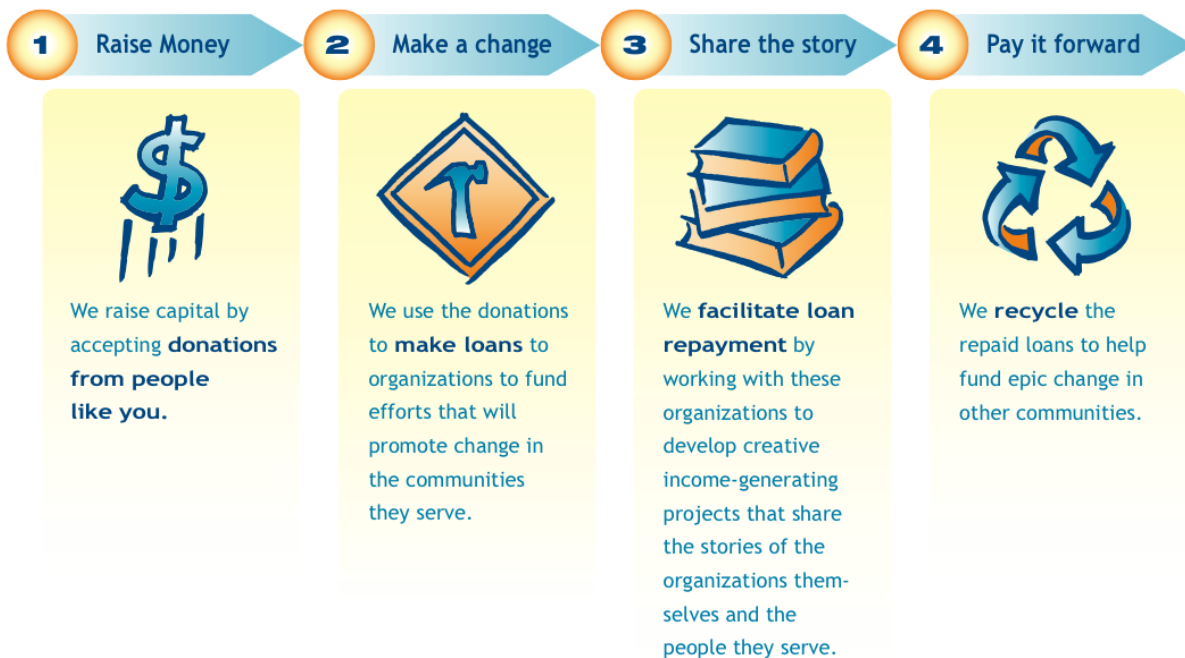 1 Raise Money
2 Make a change
3 Share the story
4 Pay it forward
$
We raise capital by
accepting donations
from people
like you.
We use the donations
to make loans to
organizations to fund
efforts that will
promote change in
the communities
they serve.
We facilitate loan
repayment by
working with these
organizations to
develop creative
income-generating
projects that share
the stories of the
organizations them-
selves and the
people they serve.
We recycle the
repaid loans to help
fund epic change in
other communities.